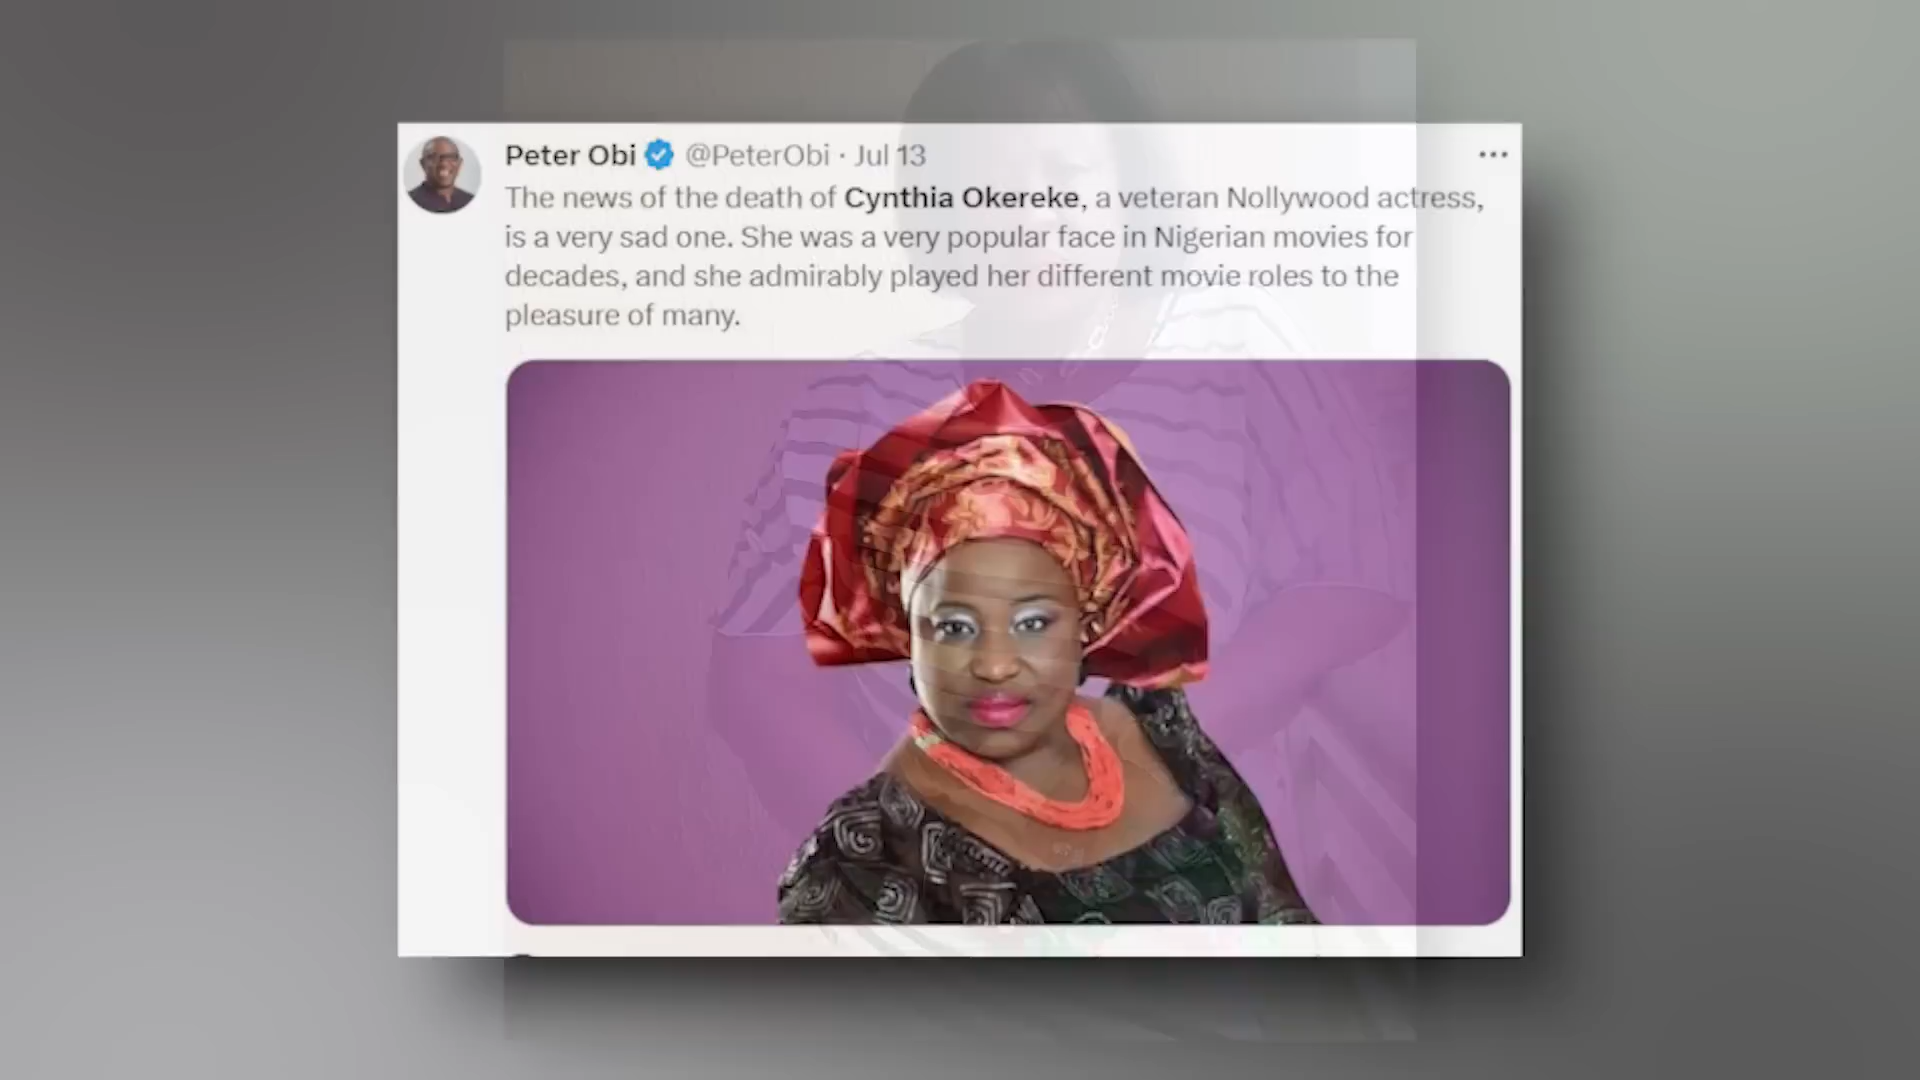 Peter Obi @PeterObi · Jul 13
The news of the death of Cynthia Okereke, a veteran Nollywood actress,
is a very sad one. She was a very popular face in Nigerian movies for
decades, and she admirably played her different movie roles to the
pleasure of many.